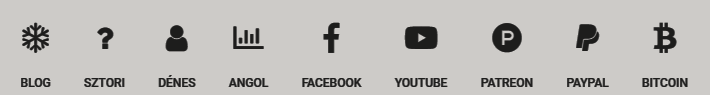 BLOG SZTORI DÉNES ANGOL FACEBOOK YOUTUBE PATREON PAYPAL BITCOIN